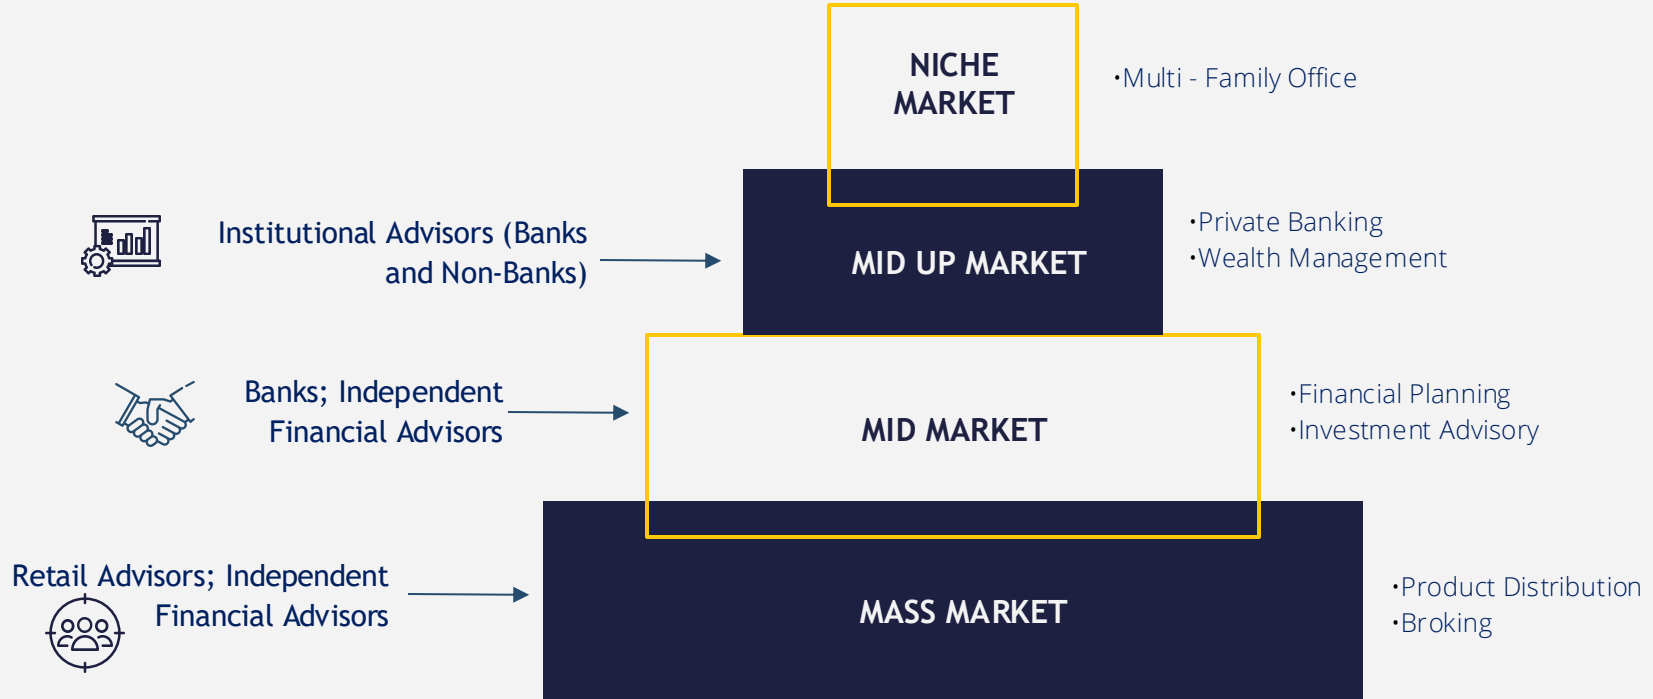 NICHE
MARKET
•Multi - Family Office
Institutional Advisors (Banks
and Non-Banks)
MID UP MARKET
•Private Banking
•Wealth Management
Banks; Independent
Financial Advisors
MID MARKET
•Financial Planning
•Investment Advisory
Retail Advisors; Independent
Financial Advisors
MASS MARKET
•Product Distribution
•Broking